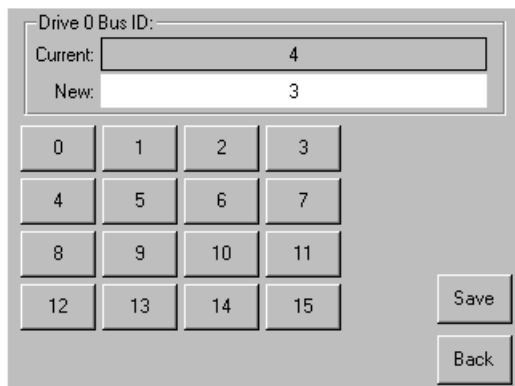 Drive 0 Bus ID:
Current: 4
New: 3
0 1 2 3
4 5 6 7
8 9 10 11
12 13 14 15
Save
Back